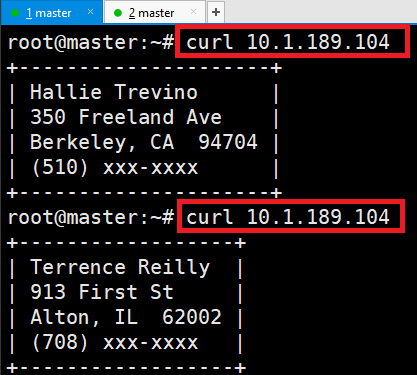 1 master × 2 master × +
root@master:~# curl 10.1.189.104
+---------------------+
| Hallie Trevino      |
| 350 Freeland Ave    |
| Berkeley, CA  94704 |
| (510) xxx-xxxx      |
+---------------------+
root@master:~# curl 10.1.189.104
+------------------+
| Terrence Reilly  |
| 913 First St     |
| Alton, IL  62002 |
| (708) xxx-xxxx   |
+------------------+